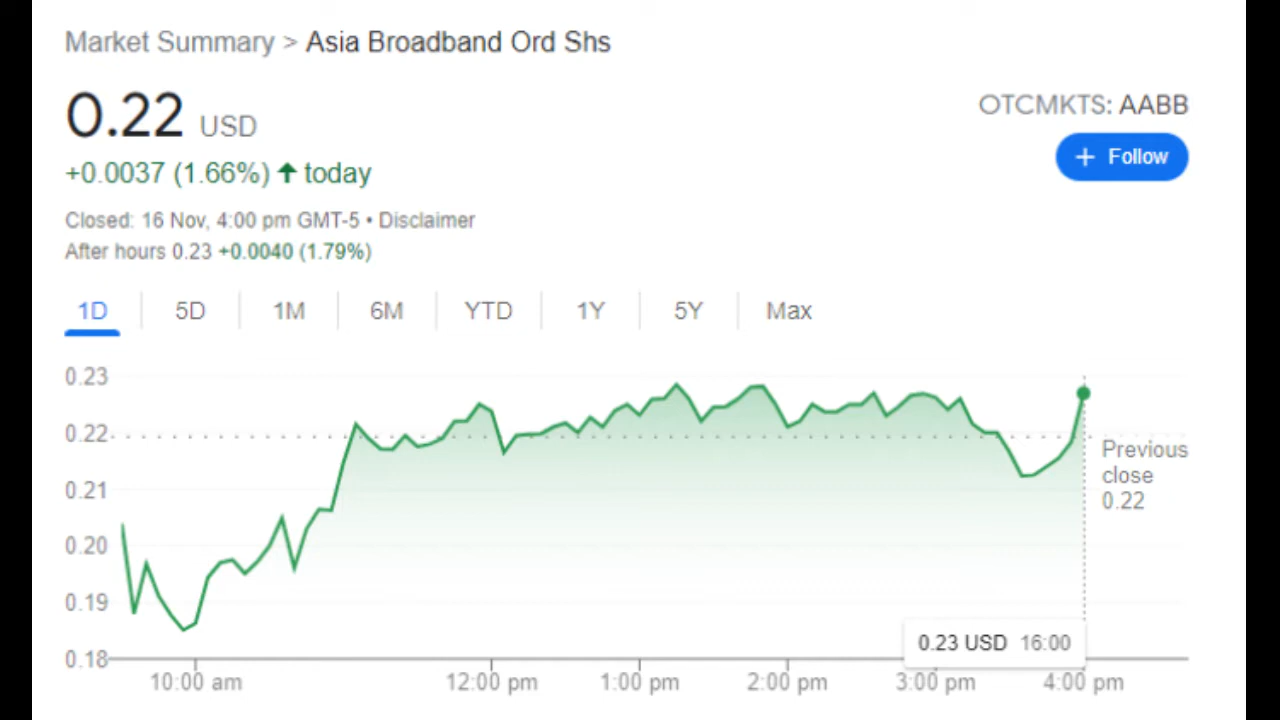 Market Summary > Asia Broadband Ord Shs
0.22 USD
OTCMKTS: AABB
+ Follow
+0.0037 (1.66%) ↑ today
Closed: 16 Nov, 4:00 pm GMT-5 • Disclaimer
After hours 0.23 +0.0040 (1.79%)
1D 5D 1M 6M YTD 1Y 5Y Max
0.23
0.22
0.21
0.20
0.19
0.18
Previous
close
0.22
0.23 USD 16:00
10:00 am 12:00 pm 1:00 pm 2:00 pm 3:00 pm 4:00 pm